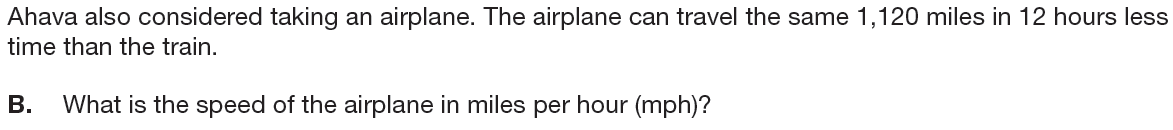 Ahava also considered taking an airplane. The airplane can travel the same 1,120 miles in 12 hours less
time than the train.
B. What is the speed of the airplane in miles per hour (mph)?